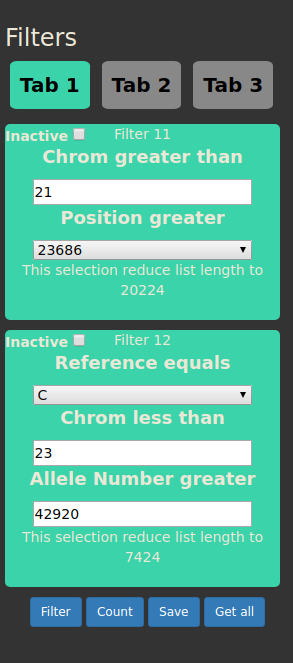 Filters
Tab 1 Tab 2 Tab 3
Inactive Filter 11
Chrom greater than
21
Position greater
23686
This selection reduce list length to
20224
Inactive Filter 12
Reference equals
C
Chrom less than
23
Allele Number greater
42920
This selection reduce list length to
7424
Filter Count Save Get all